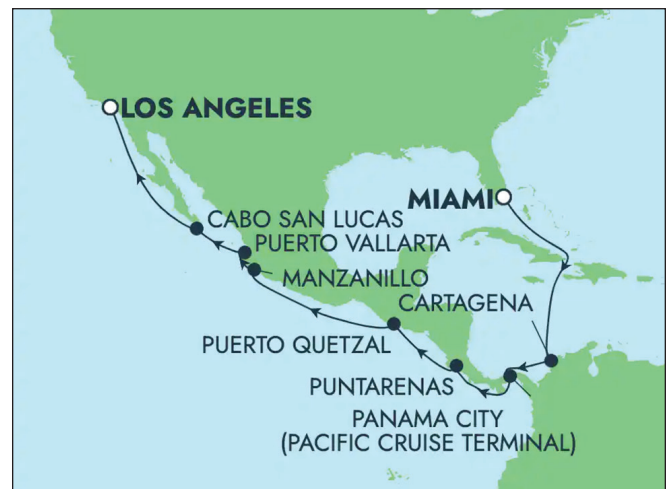 LOS ANGELES
MIAMI
CABO SAN LUCAS
PUERTO VALLARTA
MANZANILLO
CARTAGENA
PUERTO QUETZAL
PUNTARENAS
PANAMA CITY
(PACIFIC CRUISE TERMINAL)